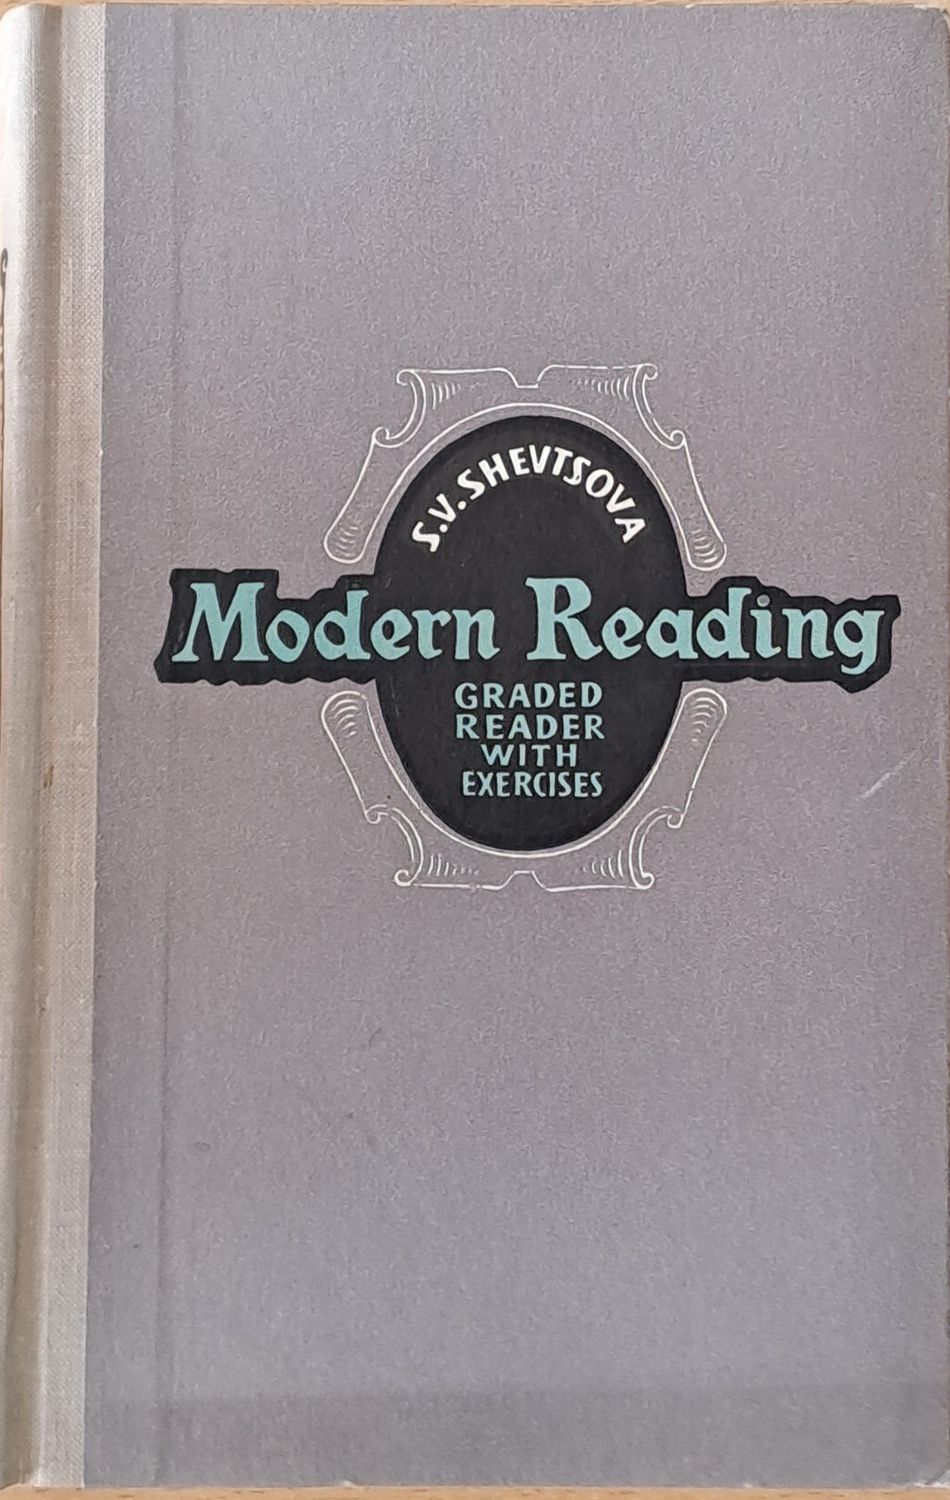 S.V. SHEVTSOVA
Modern Reading
GRADED
READER
WITH
EXERCISES